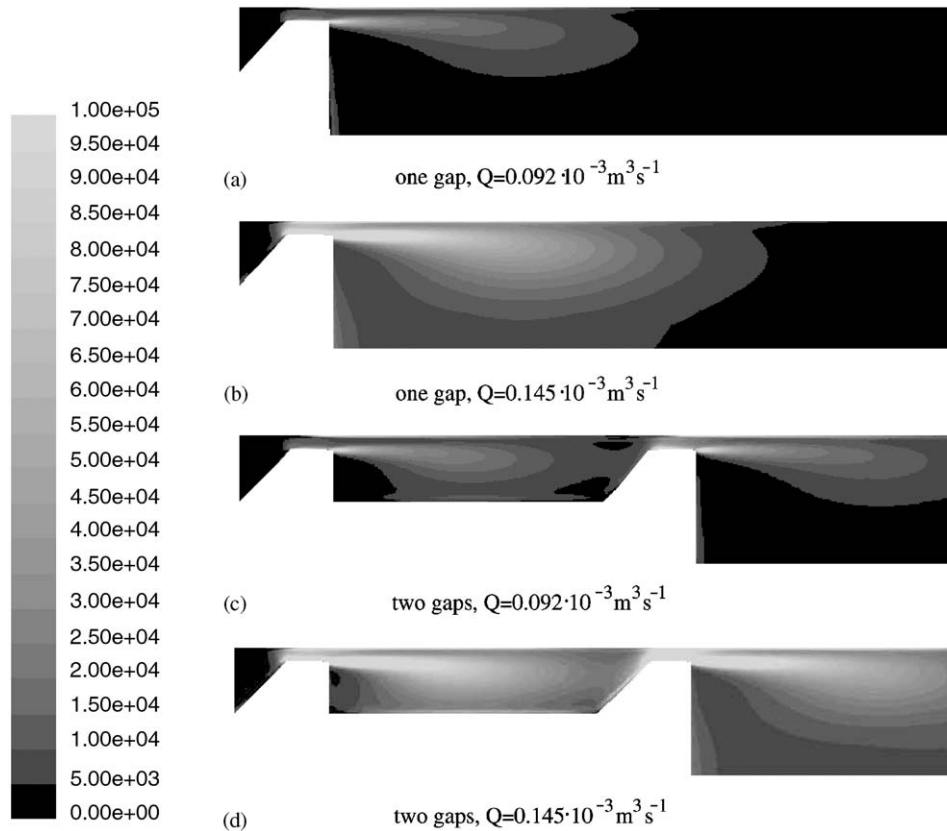 1.00e+05
9.50e+04
9.00e+04
8.50e+04
8.00e+04
7.50e+04
7.00e+04
6.50e+04
6.00e+04
5.50e+04
5.00e+04
4.50e+04
4.00e+04
3.50e+04
3.00e+04
2.50e+04
2.00e+04
1.50e+04
1.00e+04
5.00e+03
0.00e+00
(a) one gap, Q=0.092·10⁻³m³s⁻¹
(b) one gap, Q=0.145·10⁻³m³s⁻¹
(c) two gaps, Q=0.092·10⁻³m³s⁻¹
(d) two gaps, Q=0.145·10⁻³m³s⁻¹